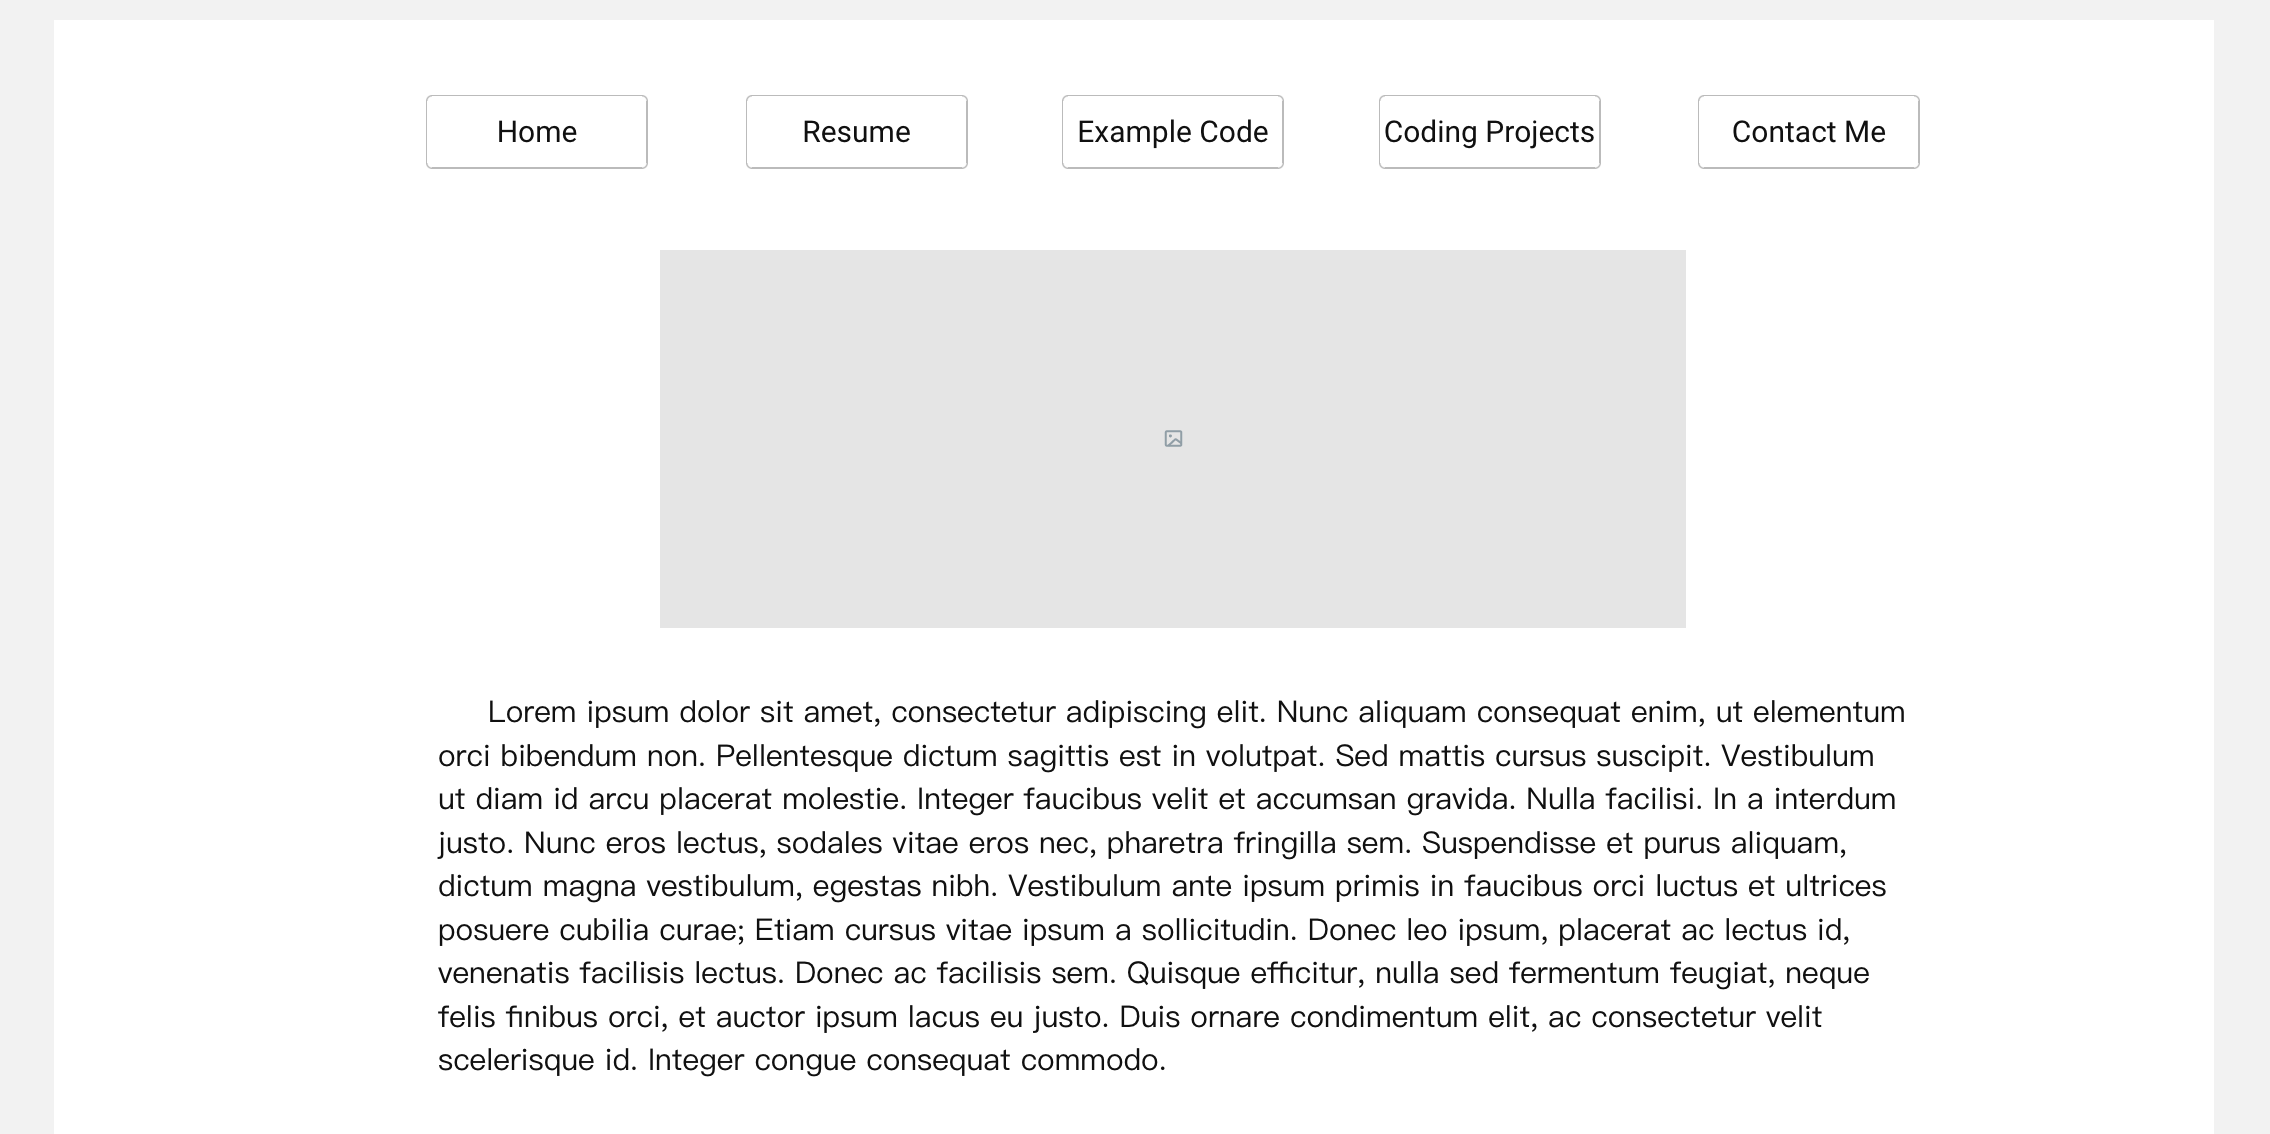 Home Resume Example Code Coding Projects Contact Me
Lorem ipsum dolor sit amet, consectetur adipiscing elit. Nunc aliquam consequat enim, ut elementum
orci bibendum non. Pellentesque dictum sagittis est in volutpat. Sed mattis cursus suscipit. Vestibulum
ut diam id arcu placerat molestie. Integer faucibus velit et accumsan gravida. Nulla facilisi. In a interdum
justo. Nunc eros lectus, sodales vitae eros nec, pharetra fringilla sem. Suspendisse et purus aliquam,
dictum magna vestibulum, egestas nibh. Vestibulum ante ipsum primis in faucibus orci luctus et ultrices
posuere cubilia curae; Etiam cursus vitae ipsum a sollicitudin. Donec leo ipsum, placerat ac lectus id,
venenatis facilisis lectus. Donec ac facilisis sem. Quisque efficitur, nulla sed fermentum feugiat, neque
felis finibus orci, et auctor ipsum lacus eu justo. Duis ornare condimentum elit, ac consectetur velit
scelerisque id. Integer congue consequat commodo.